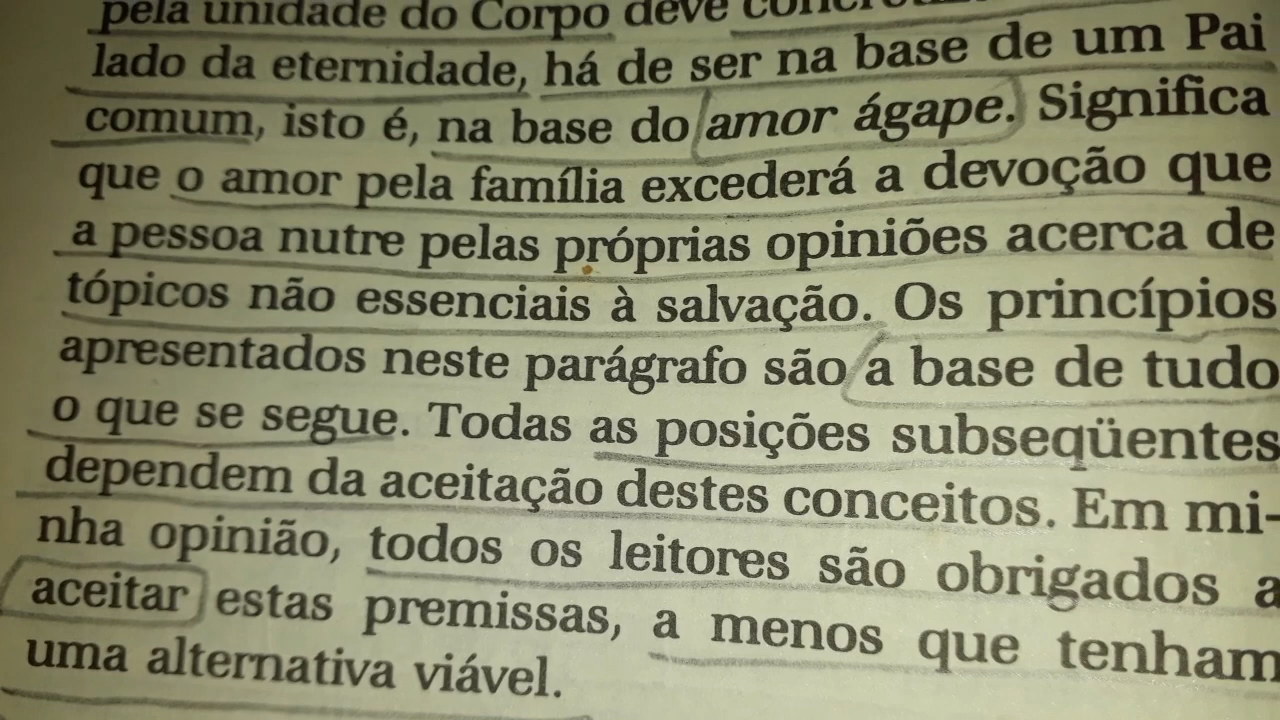 pela unidade do Corpo deve
lado da eternidade, há de ser na base de um Pai
comum, isto é, na base do amor ágape. Significa
que o amor pela família excederá a devoção que
a pessoa nutre pelas próprias opiniões acerca de
tópicos não essenciais à salvação. Os princípios
apresentados neste parágrafo são a base de tudo
o que se segue. Todas as posições subseqüentes
dependem da aceitação destes conceitos. Em mi-
nha opinião, todos os leitores são obrigados a
aceitar estas premissas, a menos que tenham
uma alternativa viável.